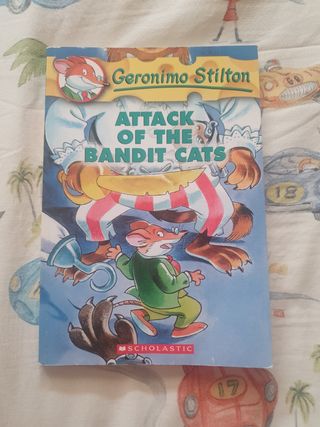 Geronimo Stilton
ATTACK
OF THE
BANDIT CATS
SCHOLASTIC
18
17